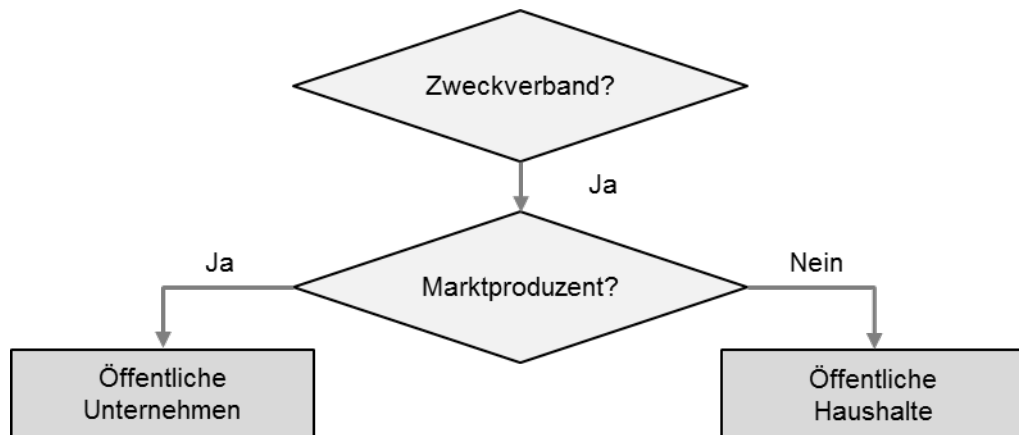 Zweckverband?
Ja
Ja
Nein
Marktproduzent?
Öffentliche
Unternehmen
Öffentliche
Haushalte